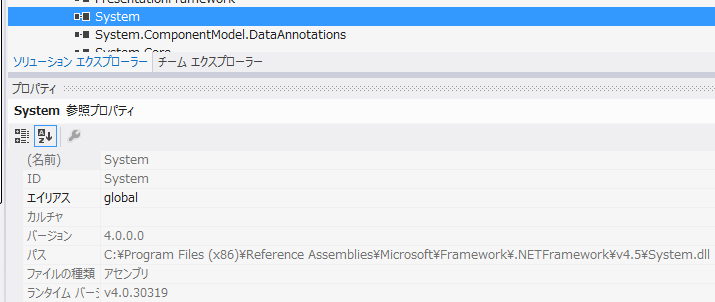 PresentationFramework
System
System.ComponentModel.DataAnnotations
System.Core
ソリューション エクスプローラー チーム エクスプローラー
プロパティ
System 参照プロパティ
(名前) System
ID System
エイリアス global
カルチャ
バージョン 4.0.0.0
パス C:¥Program Files (x86)¥Reference Assemblies¥Microsoft¥Framework¥.NETFramework¥v4.5¥System.dll
ファイルの種類 アセンブリ
ランタイム バージ v4.0.30319